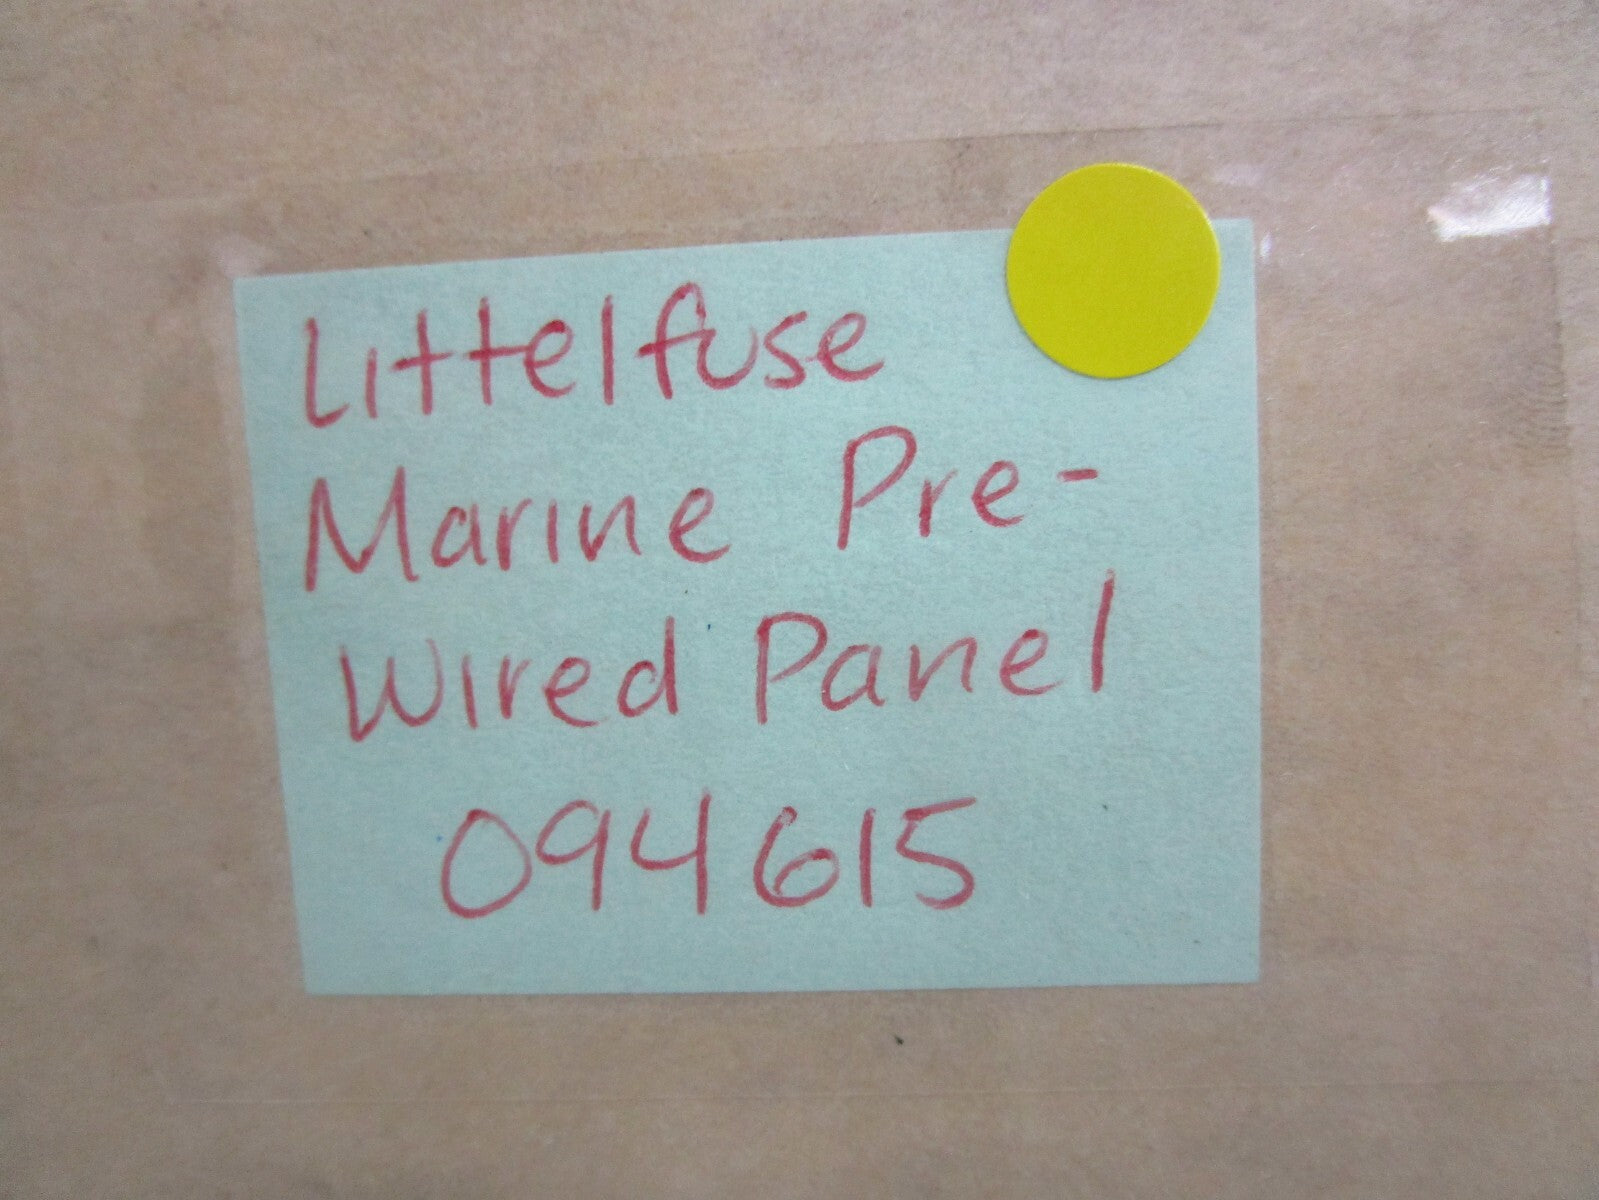 Littelfuse
Marine Pre-
Wired Panel
094615